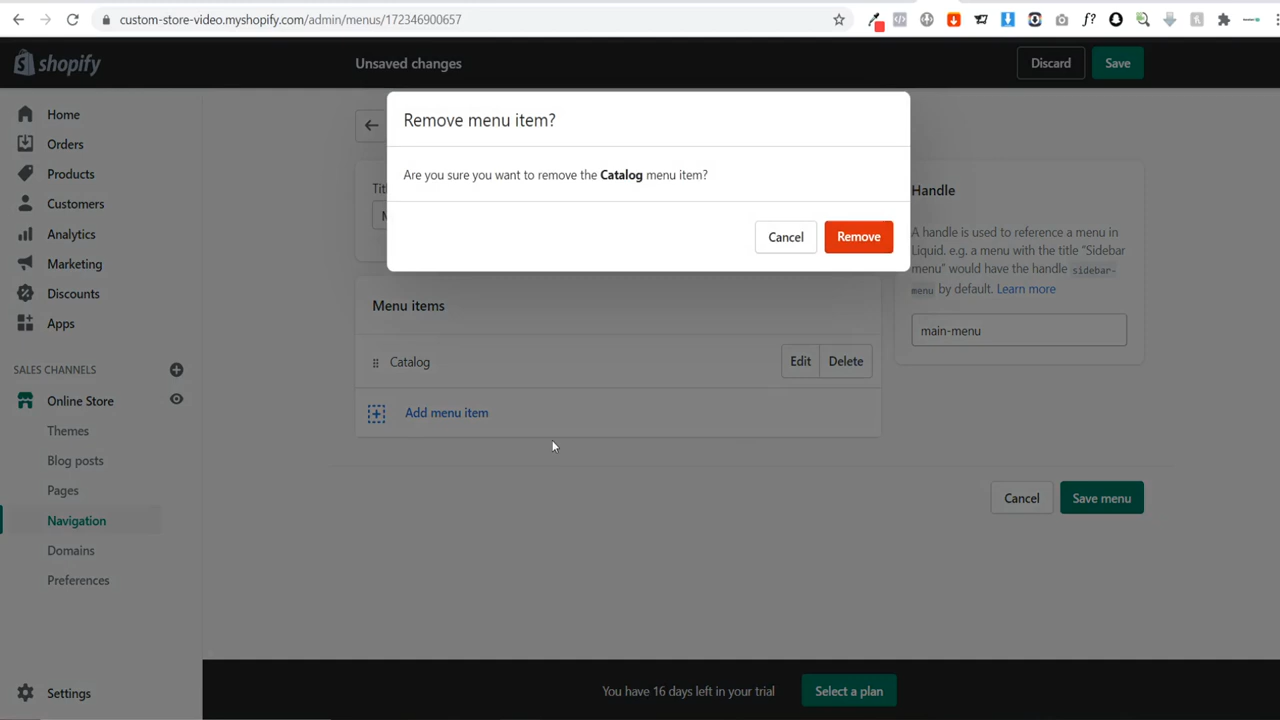 custom-store-video.myshopify.com/admin/menus/172346900657
shopify
Unsaved changes
Discard
Save
Home
Orders
Products
Customers
Analytics
Marketing
Discounts
Apps
SALES CHANNELS
Online Store
Themes
Blog posts
Pages
Navigation
Domains
Preferences
Settings
Remove menu item?
Are you sure you want to remove the Catalog menu item?
Cancel
Remove
Menu items
Catalog
Edit
Delete
Add menu item
Handle
A handle is used to reference a menu in
Liquid. e.g. a menu with the title “Sidebar
menu” would have the handle sidebar-
menu by default. Learn more
main-menu
Cancel
Save menu
You have 16 days left in your trial
Select a plan